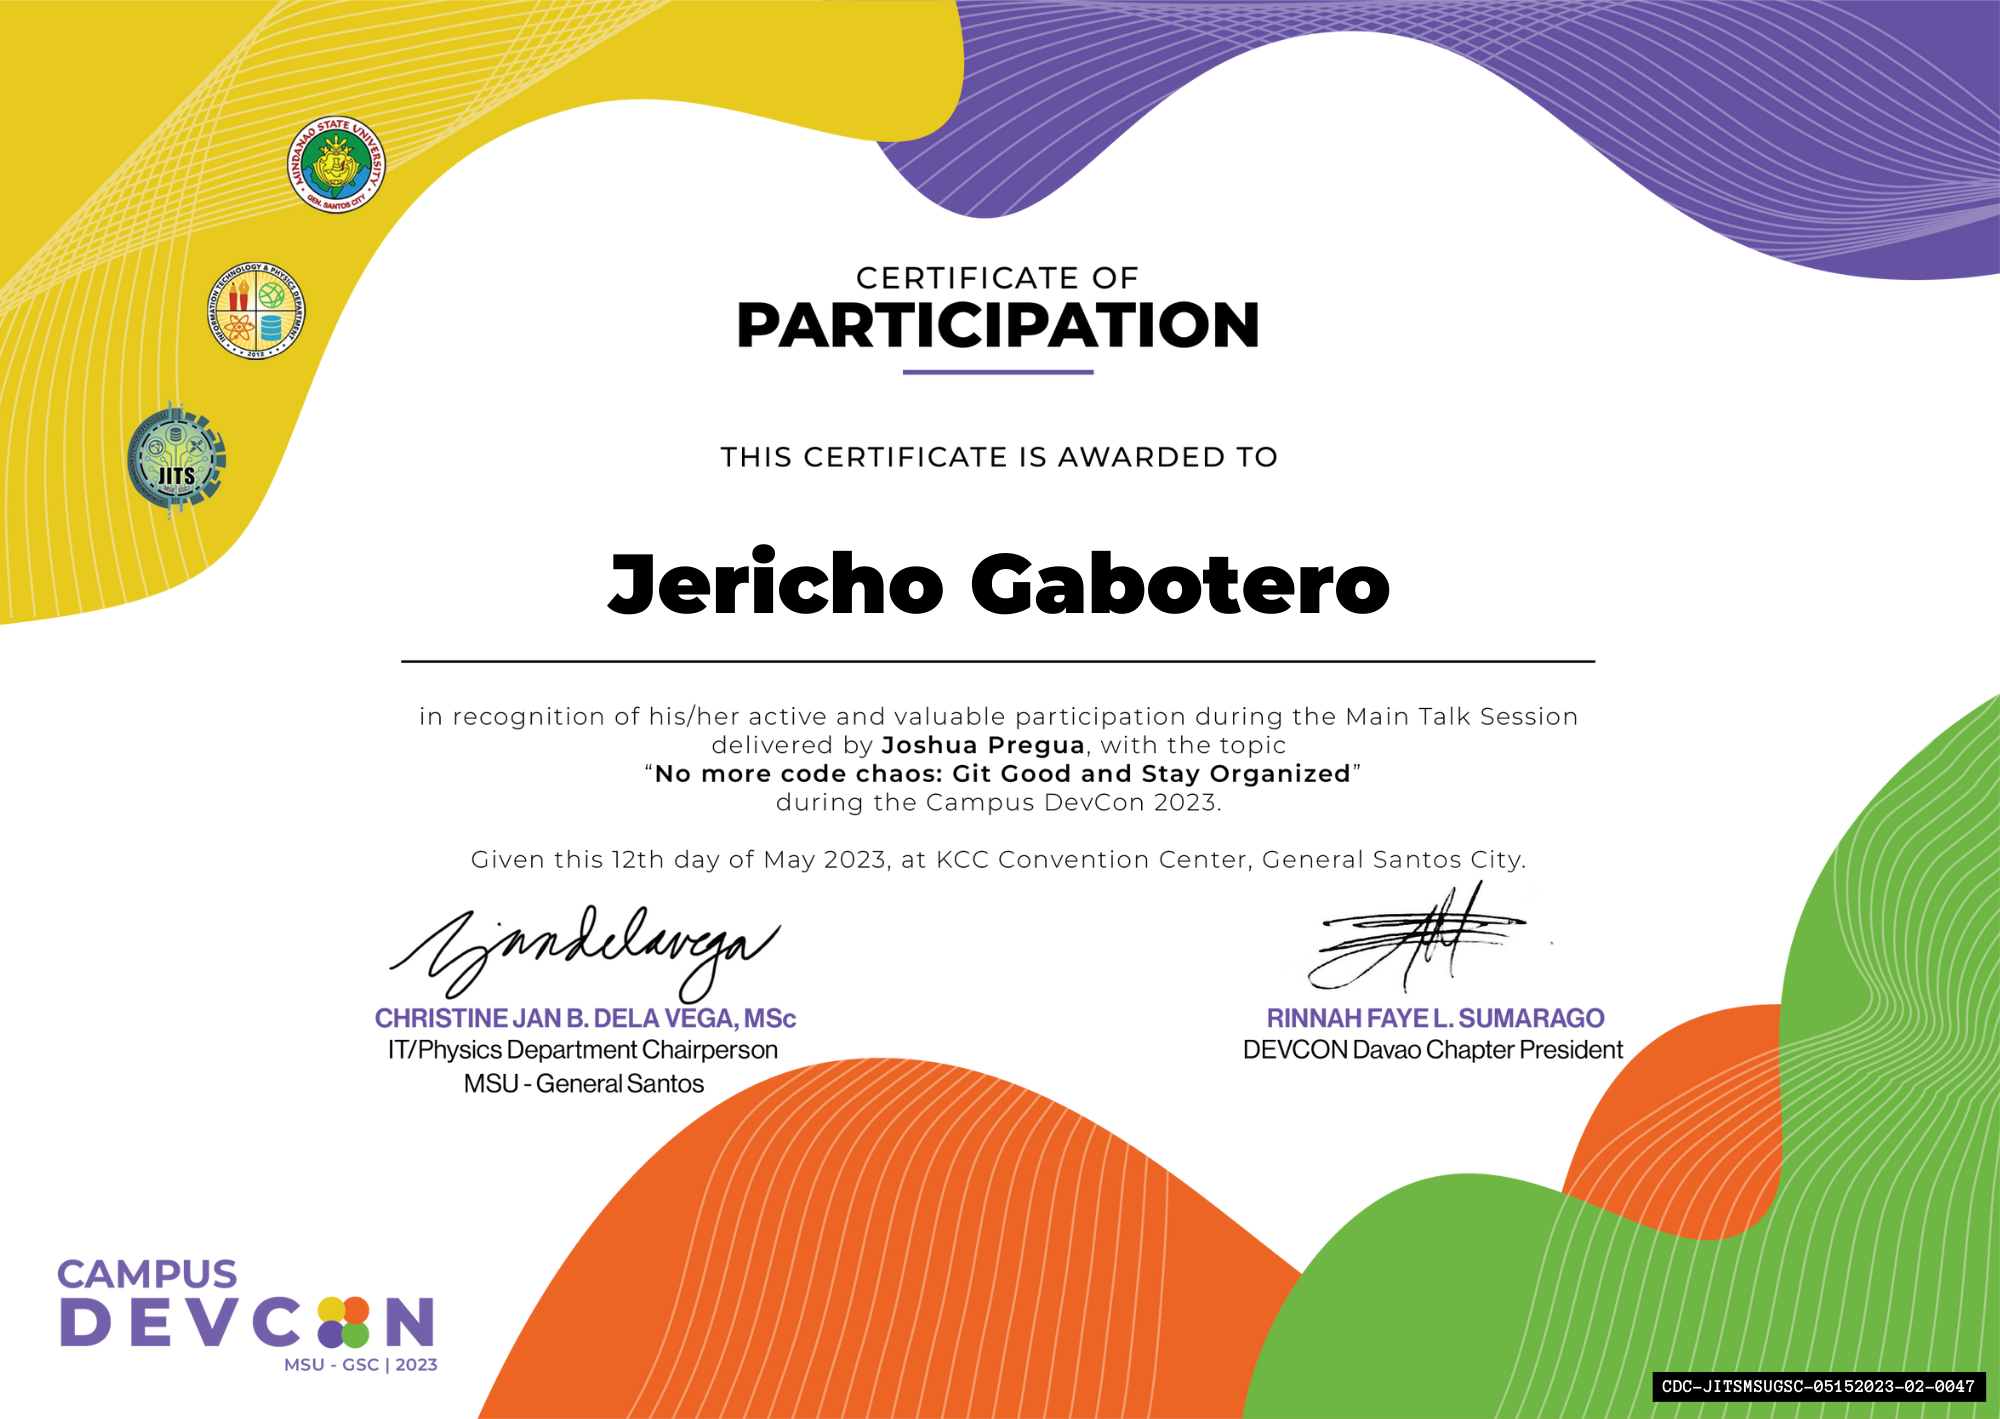 MINDANAO STATE UNIVERSITY
GEN. SANTOS CITY
INFORMATION TECHNOLOGY & PHYSICS DEPARTMENT
2012
JITS
CERTIFICATE OF
PARTICIPATION
THIS CERTIFICATE IS AWARDED TO
Jericho Gabotero
in recognition of his/her active and valuable participation during the Main Talk Session
delivered by Joshua Pregua, with the topic
“No more code chaos: Git Good and Stay Organized”
during the Campus DevCon 2023.
Given this 12th day of May 2023, at KCC Convention Center, General Santos City.
CHRISTINE JAN B. DELA VEGA, MSc
IT/Physics Department Chairperson
MSU - General Santos
RINNAH FAYE L. SUMARAGO
DEVCON Davao Chapter President
CAMPUS
DEVCON
MSU - GSC | 2023
CDC-JITSMSUGSC-05152023-02-0047